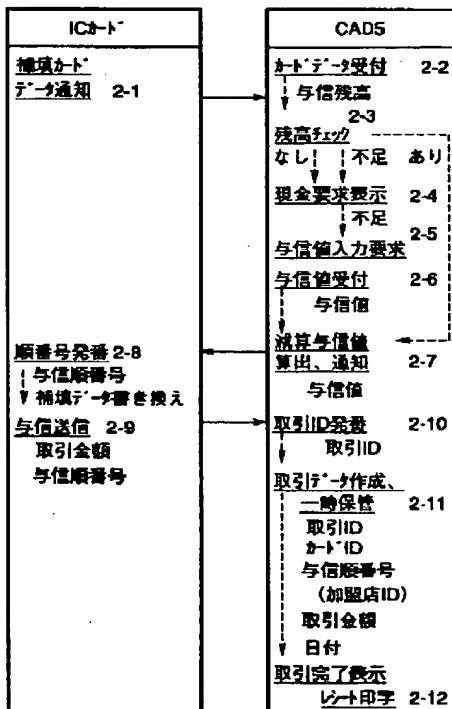 ICカード
補填カード
データ通知 2-1
順番号発番 2-8
与信順番号
補填データ書き換え
与信送信 2-9
取引金額
与信順番号
CAD5
カードデータ受付 2-2
与信残高
2-3
残高チェック
なし 不足 あり
現金要求表示 2-4
不足
2-5
与信値入力要求
与信値受付 2-6
与信値
減算与信値
算出、通知 2-7
与信値
取引ID発番 2-10
取引ID
取引データ作成、
一時保管 2-11
取引ID
カードID
与信順番号
(加盟店ID)
取引金額
日付
取引完了表示
レシート印字 2-12